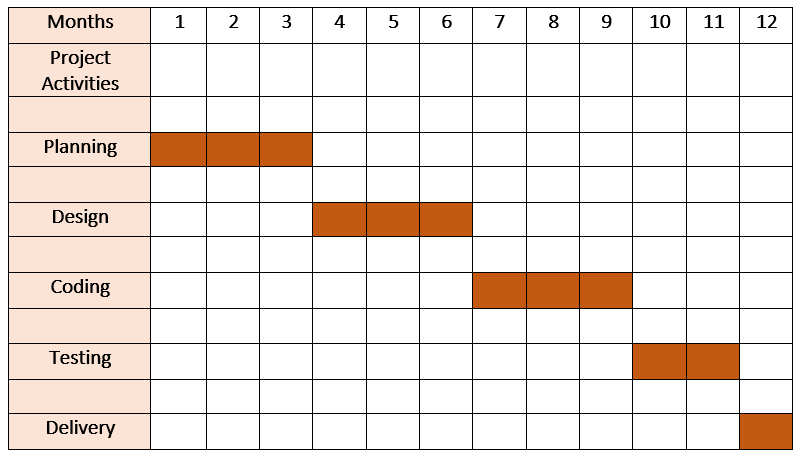 Months 1 2 3 4 5 6 7 8 9 10 11 12
Project
Activities
Planning
Design
Coding
Testing
Delivery